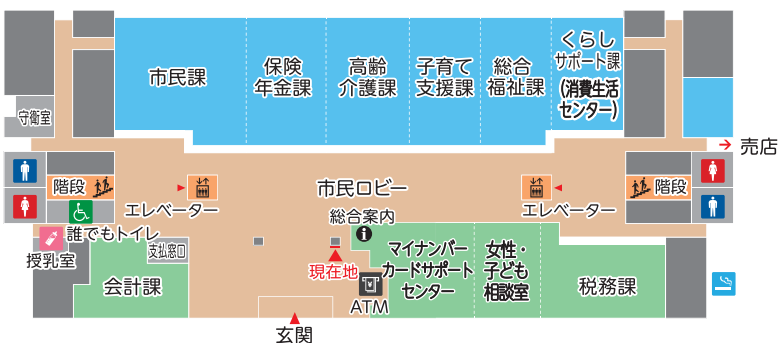 市民課
保険
年金課
高齢
介護課
子育て
支援課
総合
福祉課
くらし
サポート課
(消費生活
センター)
守衛室
売店
階段
エレベーター
市民ロビー
エレベーター
階段
誰でもトイレ
総合案内
授乳室
支払窓口
現在地
マイナンバー
カードサポート
センター
女性・
子ども
相談室
会計課
税務課
ATM
玄関